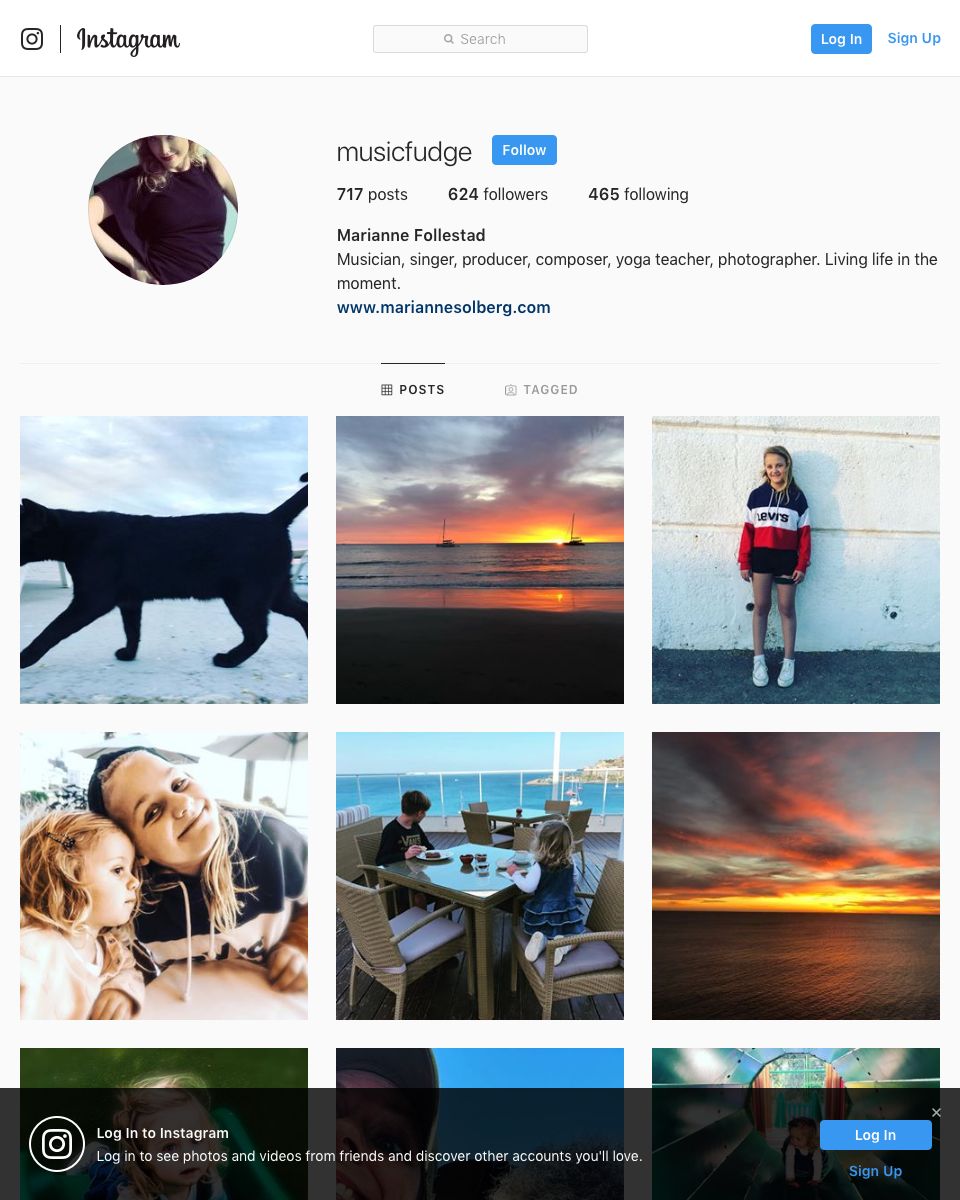 Instagram
Search
Log In
Sign Up
musicfudge
Follow
717 posts
624 followers
465 following
Marianne Follestad
Musician, singer, producer, composer, yoga teacher, photographer. Living life in the
moment.
www.mariannesolberg.com
POSTS
TAGGED
Levi's
VANS
Log In to Instagram
Log in to see photos and videos from friends and discover other accounts you'll love.
Log In
Sign Up